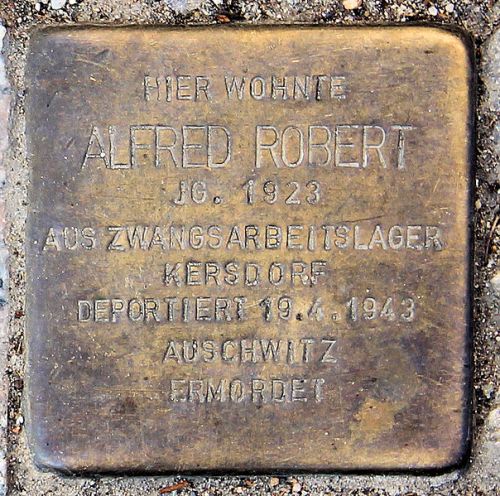 HIER WOHNTE
ALFRED ROBERT
JG. 1923
AUS ZWANGSARBEITSLAGER
KERSDORF
DEPORTIERT 19.4.1943
AUSCHWITZ
ERMORDET